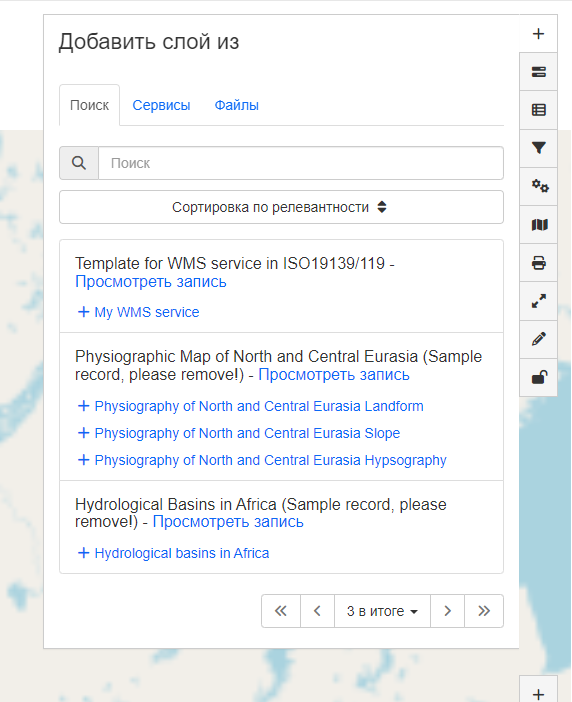 Добавить слой из
Поиск
Сервисы
Файлы
Поиск
Сортировка по релевантности
Template for WMS service in ISO19139/119 -
Просмотреть запись
+ My WMS service
Physiographic Map of North and Central Eurasia (Sample
record, please remove!) - Просмотреть запись
+ Physiography of North and Central Eurasia Landform
+ Physiography of North and Central Eurasia Slope
+ Physiography of North and Central Eurasia Hypsography
Hydrological Basins in Africa (Sample record, please
remove!) - Просмотреть запись
+ Hydrological basins in Africa
3 в итоге